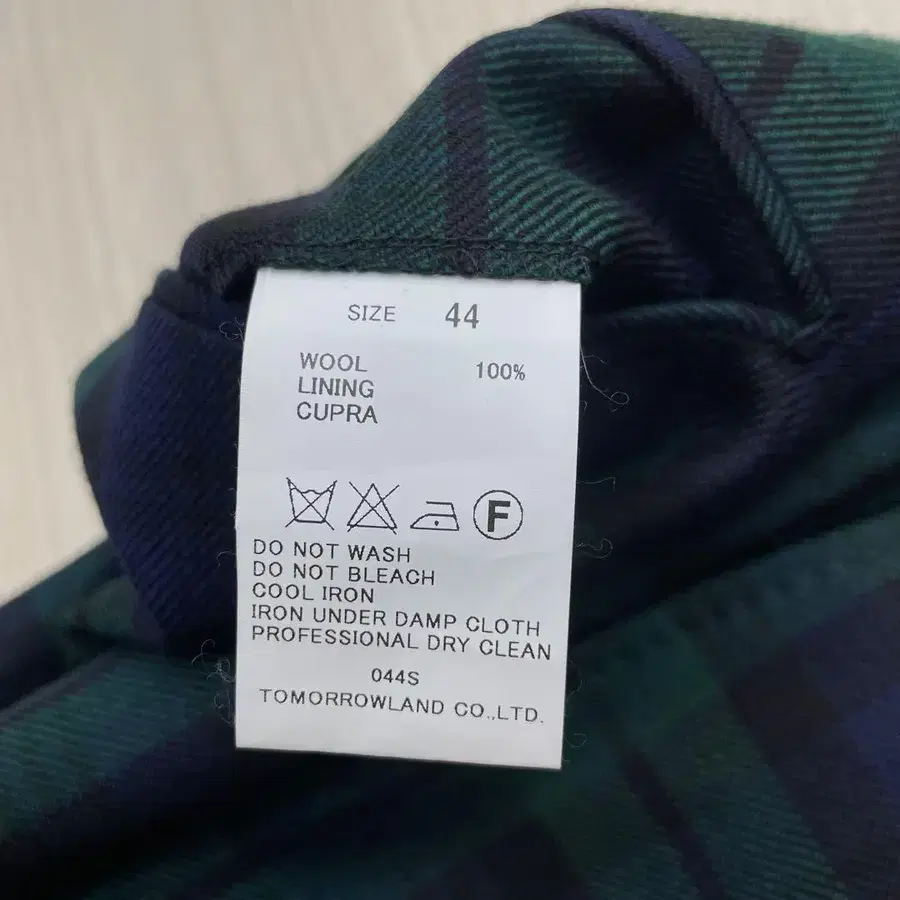 SIZE 44
WOOL 100%
LINING
CUPRA
F
DO NOT WASH
DO NOT BLEACH
COOL IRON
IRON UNDER DAMP CLOTH
PROFESSIONAL DRY CLEAN
044S
TOMORROWLAND CO.,LTD.